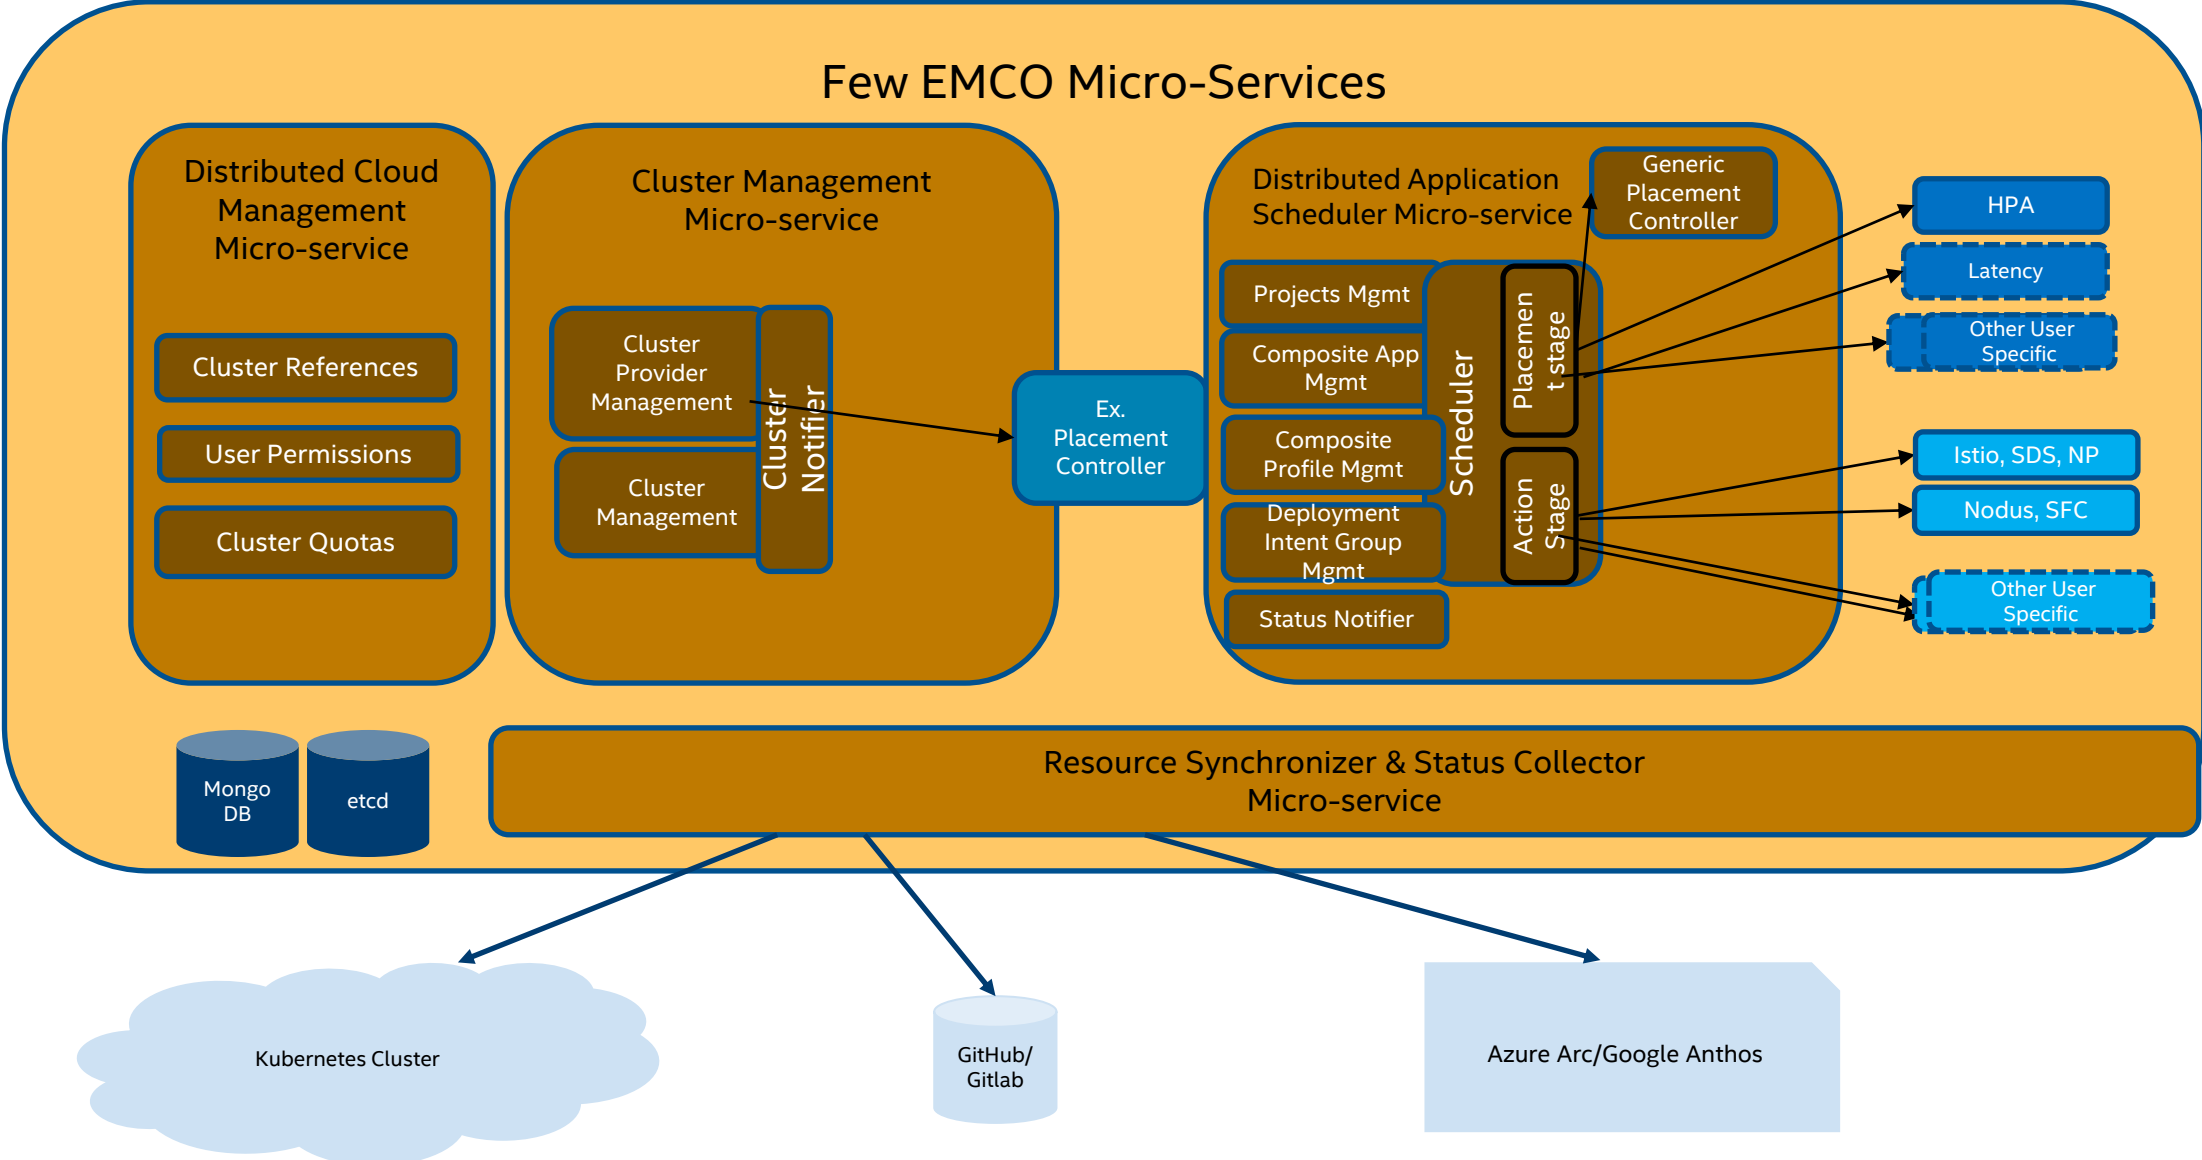 Few EMCO Micro-Services
Distributed Cloud
Management
Micro-service
Cluster References
User Permissions
Cluster Quotas
Cluster Management
Micro-service
Cluster
Provider
Management
Cluster
Management
Cluster
Notifier
Ex.
Placement
Controller
Distributed Application
Scheduler Micro-service
Generic
Placement
Controller
Projects Mgmt
Composite App
Mgmt
Composite
Profile Mgmt
Deployment
Intent Group
Mgmt
Status Notifier
Scheduler
Placemen
t stage
Action
Stage
HPA
Latency
Other User
Specific
Istio, SDS, NP
Nodus, SFC
Other User
Specific
Mongo
DB
etcd
Resource Synchronizer & Status Collector
Micro-service
Kubernetes Cluster
GitHub/
Gitlab
Azure Arc/Google Anthos